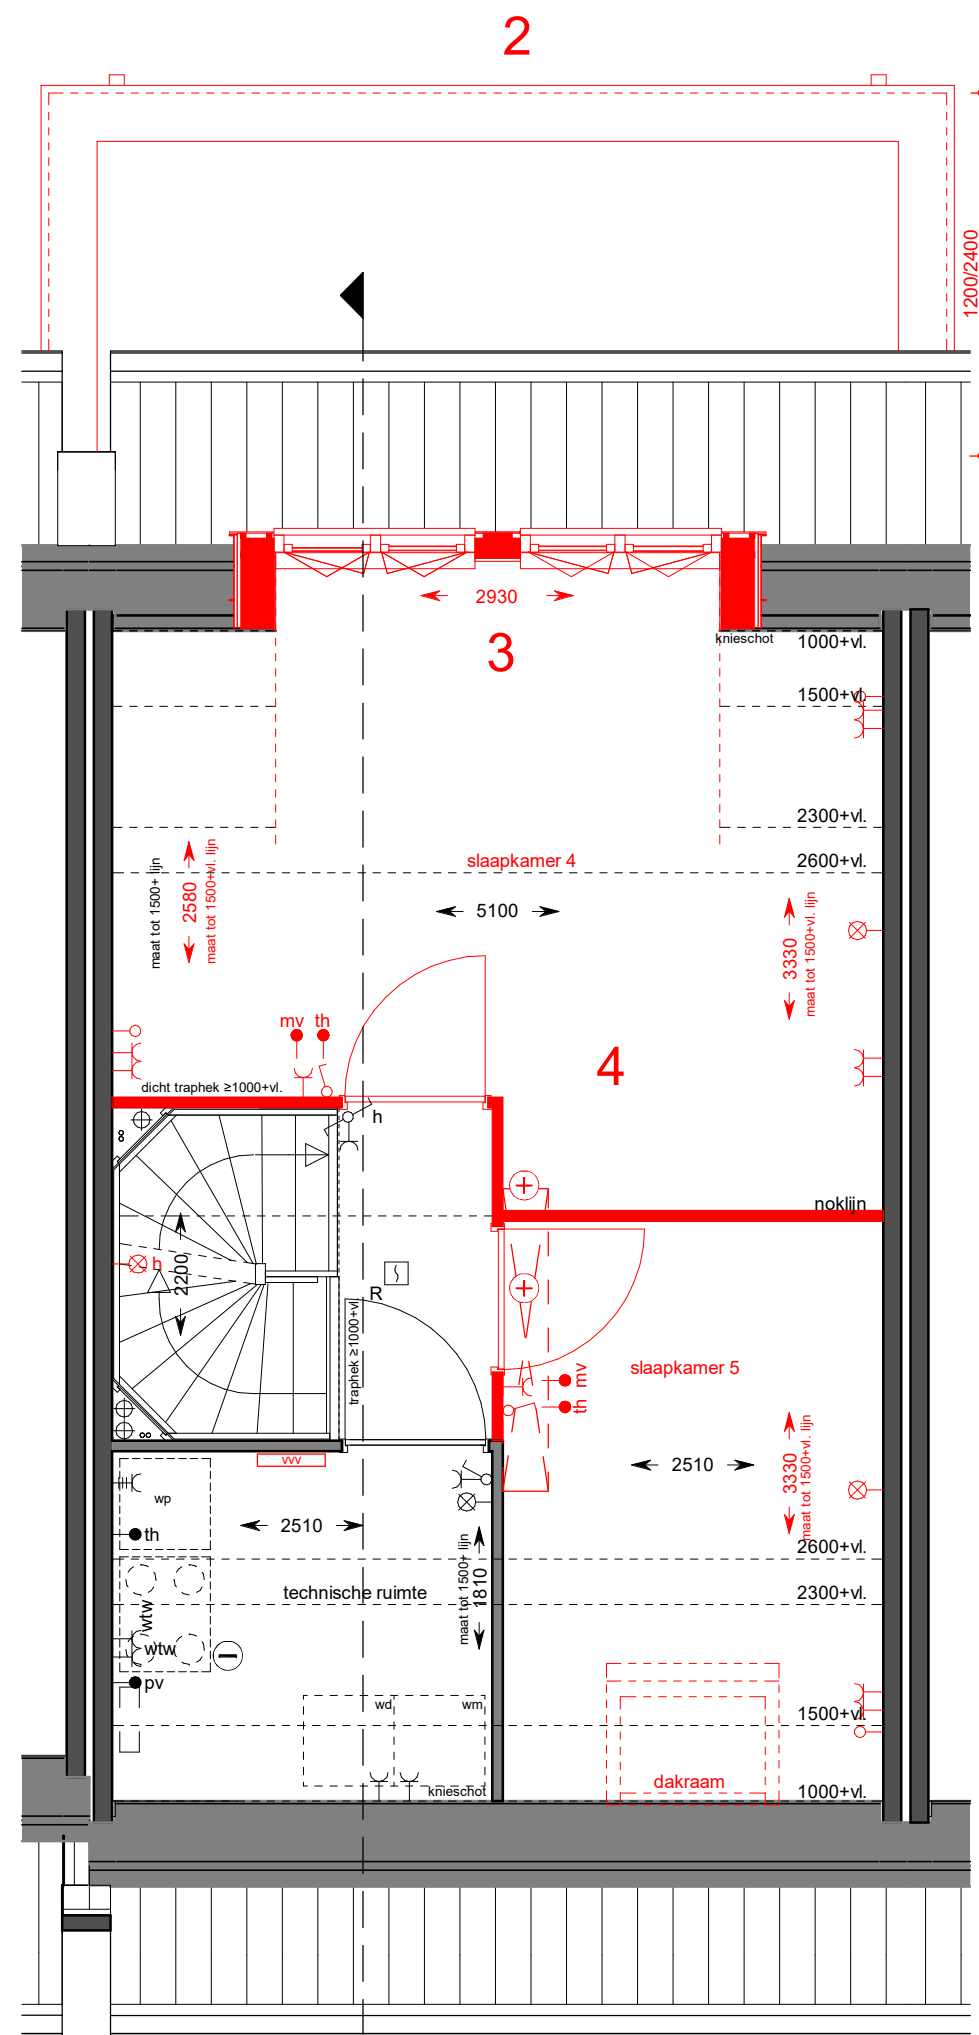 2
1200/2400
2930
3
knieschot
1000+vl.
1500+vl.
2300+vl.
2600+vl.
slaapkamer 4
5100
maat tot 1500+ lijn
2580
maat tot 1500+vl. lijn
3330
maat tot 1500+vl. lijn
mv th
4
dicht traphek ≥1000+vl.
h
noklijn
h
2200
R
traphek ≥1000+vl.
slaapkamer 5
mv
th
vvv
2510
3330
maat tot 1500+vl. lijn
wp
2510
th
maat tot 1500+ lijn
1810
2600+vl.
technische ruimte
2300+vl.
wtw
wtw
1
pv
wd
wm
1500+vl.
dakraam
knieschot
1000+vl.